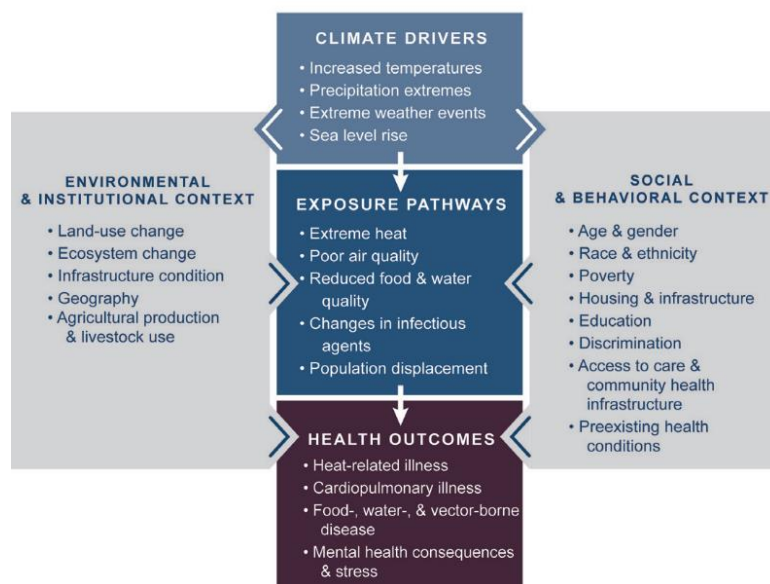 CLIMATE DRIVERS
• Increased temperatures
• Precipitation extremes
• Extreme weather events
• Sea level rise
ENVIRONMENTAL
& INSTITUTIONAL CONTEXT
• Land-use change
• Ecosystem change
• Infrastructure condition
• Geography
• Agricultural production
& livestock use
EXPOSURE PATHWAYS
• Extreme heat
• Poor air quality
• Reduced food & water
quality
• Changes in infectious
agents
• Population displacement
SOCIAL
& BEHAVIORAL CONTEXT
• Age & gender
• Race & ethnicity
• Poverty
• Housing & infrastructure
• Education
• Discrimination
• Access to care &
community health
infrastructure
• Preexisting health
conditions
HEALTH OUTCOMES
• Heat-related illness
• Cardiopulmonary illness
• Food-, water-, & vector-borne
disease
• Mental health consequences
& stress